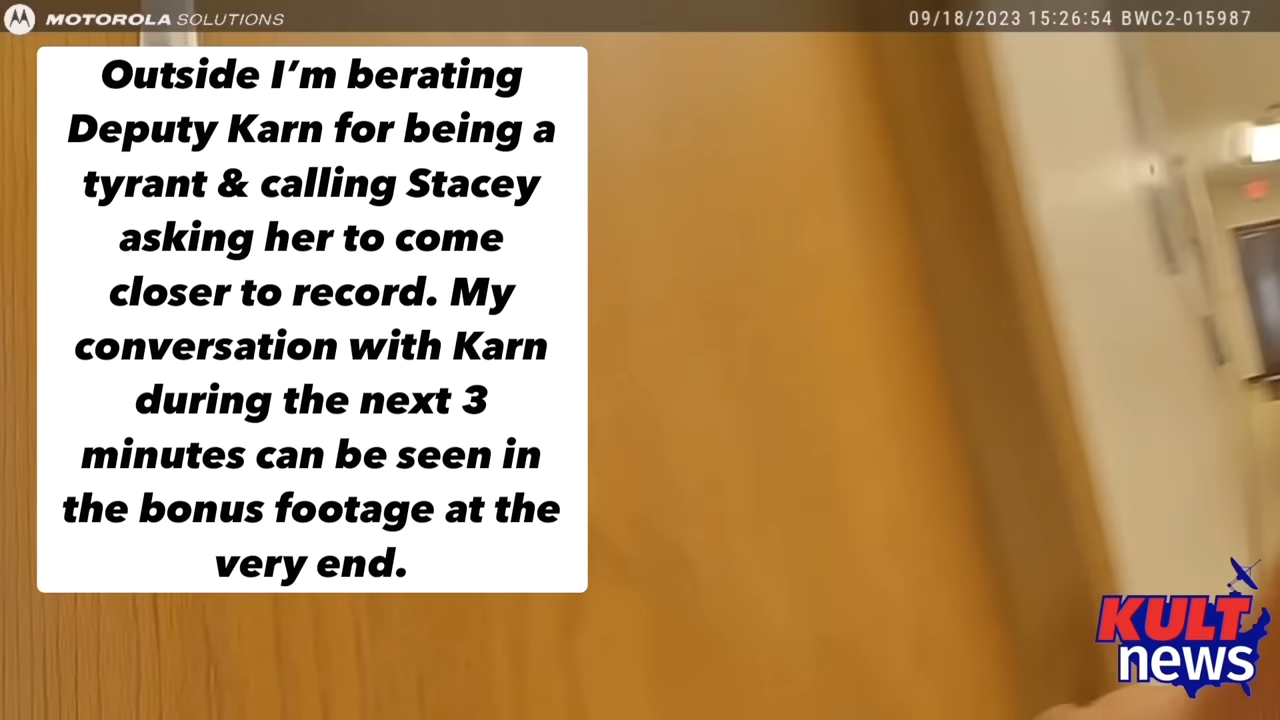 MOTOROLA SOLUTIONS
09/18/2023 15:26:54 BWC2-015987
Outside I’m berating
Deputy Karn for being a
tyrant & calling Stacey
asking her to come
closer to record. My
conversation with Karn
during the next 3
minutes can be seen in
the bonus footage at the
very end.
KULT
news